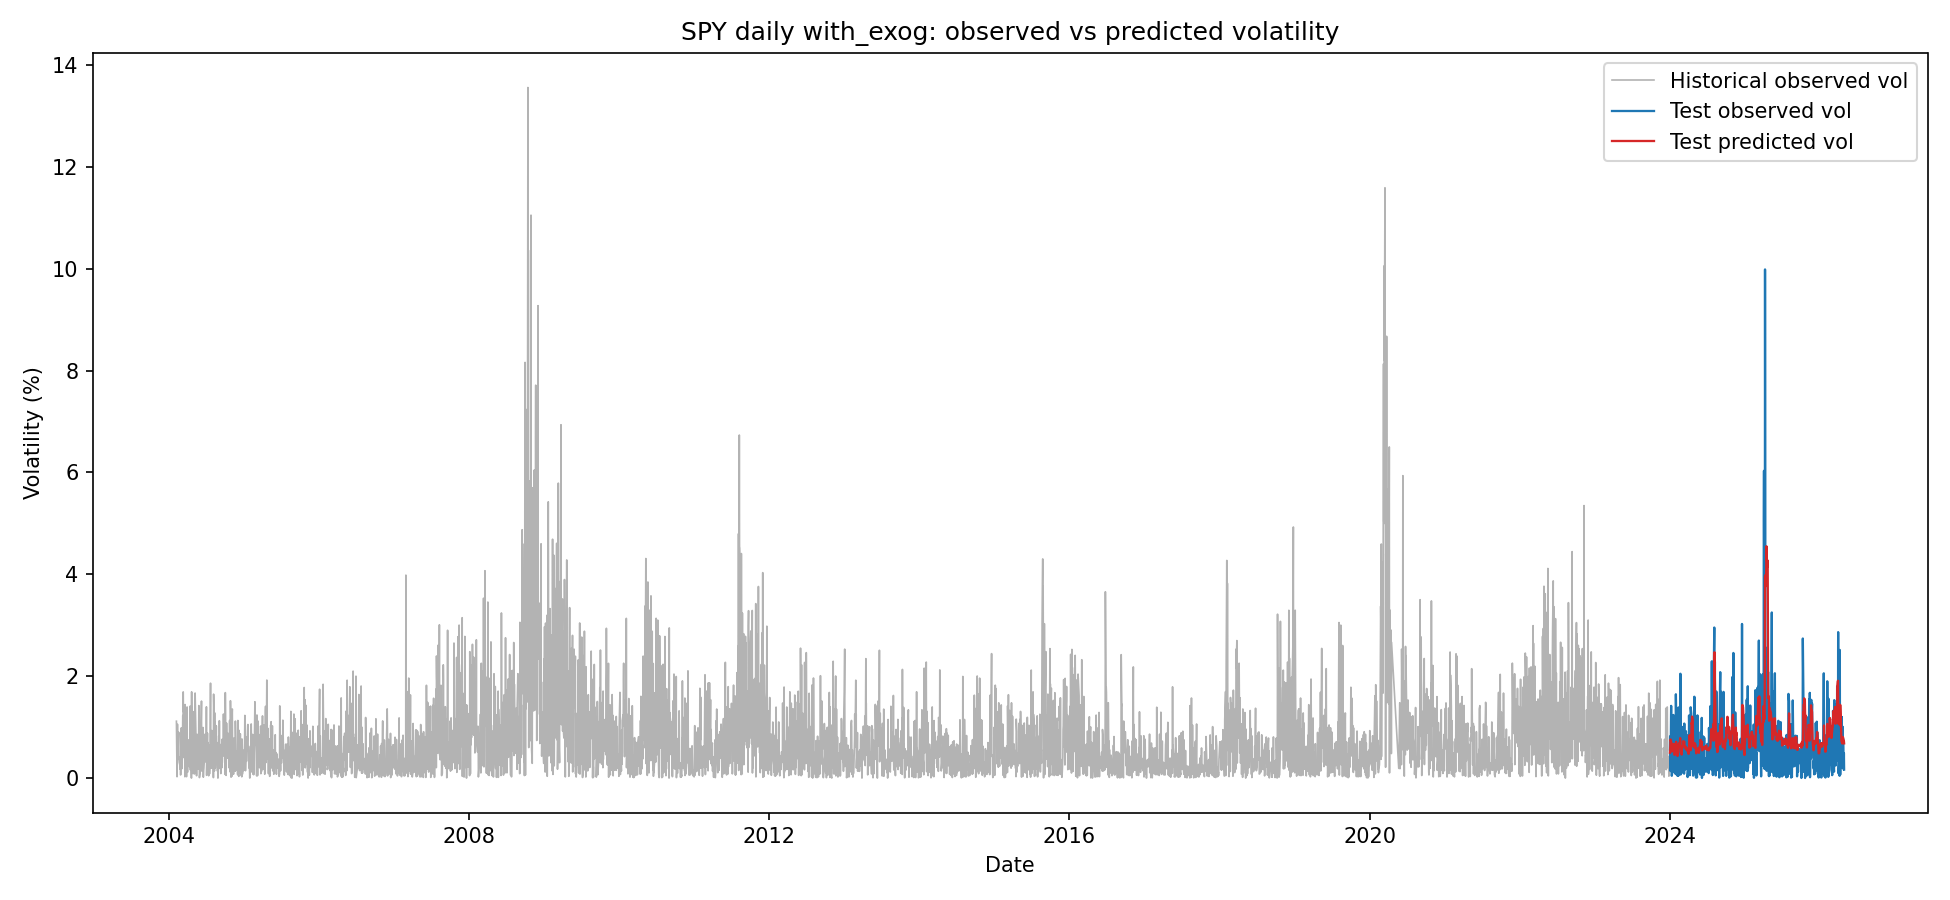 SPY daily with_exog: observed vs predicted volatility
Historical observed vol
Test observed vol
Test predicted vol
Volatility (%)
14
12
10
8
6
4
2
0
2004
2008
2012
2016
2020
2024
Date